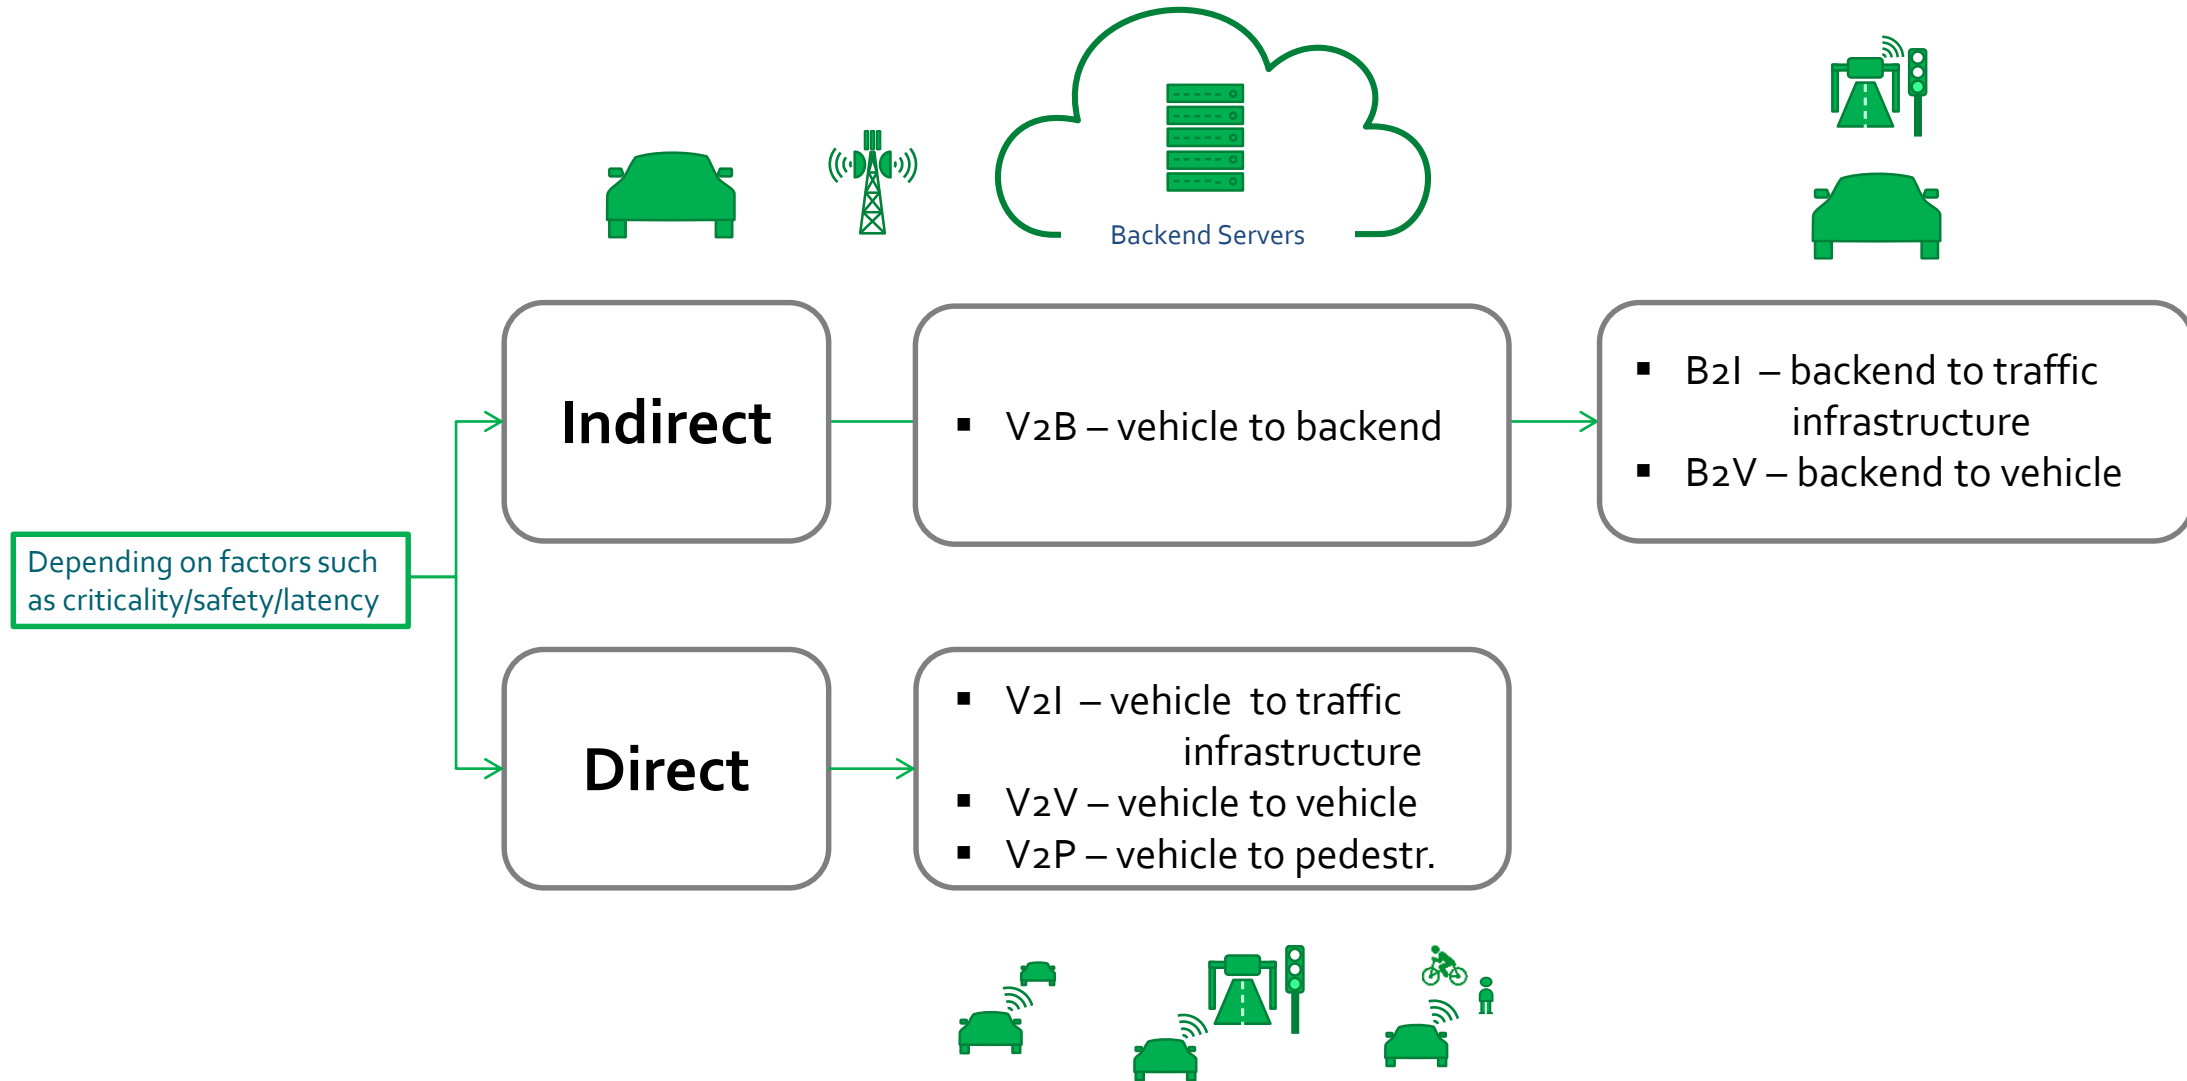 Backend Servers
Indirect
▪ V2B – vehicle to backend
▪ B2I – backend to traffic
infrastructure
▪ B2V – backend to vehicle
Depending on factors such
as criticality/safety/latency
Direct
▪ V2I – vehicle to traffic
infrastructure
▪ V2V – vehicle to vehicle
▪ V2P – vehicle to pedestr.